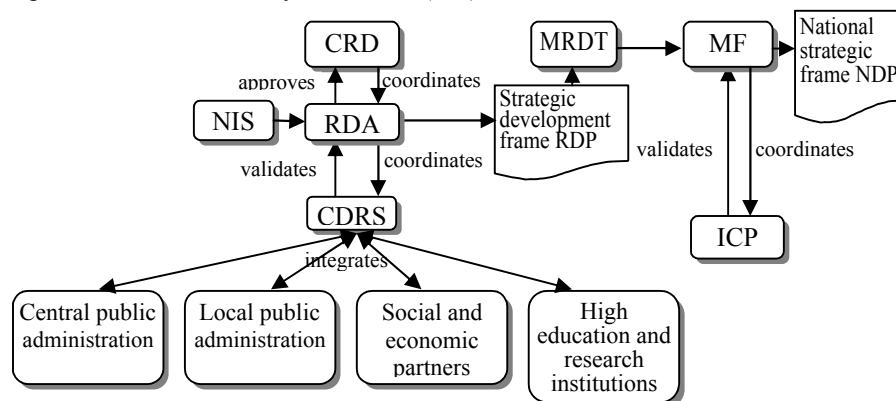 CRD
MRDT
MF
National
strategic
frame NDP
approves
coordinates
NIS
RDA
Strategic
development
frame RDP
validates
coordinates
validates
coordinates
CDRS
ICP
integrates
Central public
administration
Local public
administration
Social and
economic
partners
High
education and
research
institutions